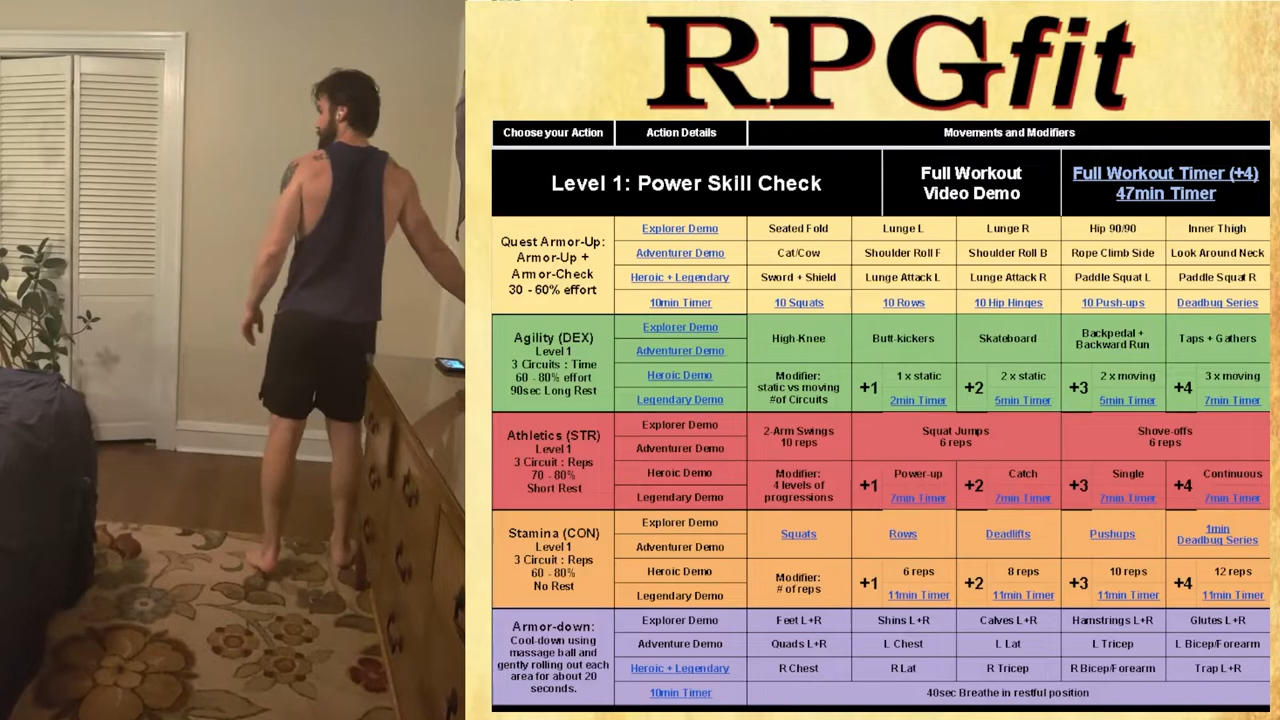 RPGfit
Choose your Action Action Details Movements and Modifiers
Level 1: Power Skill Check
Full Workout
Video Demo
Full Workout Timer (+4)
47min Timer
Quest Armor-Up:
Armor-Up +
Armor-Check
30 - 60% effort
Explorer Demo Seated Fold Lunge L Lunge R Hip 90/90 Inner Thigh
Adventurer Demo Cat/Cow Shoulder Roll F Shoulder Roll B Rope Climb Side Look Around Neck
Heroic + Legendary Sword + Shield Lunge Attack L Lunge Attack R Paddle Squat L Paddle Squat R
10min Timer 10 Squats 10 Rows 10 Hip Hinges 10 Push-ups Deadbug Series
Agility (DEX)
Level 1
3 Circuits : Time
60 - 80% effort
90sec Long Rest
Explorer Demo
Adventurer Demo
Heroic Demo
Legendary Demo
High-Knee Butt-kickers Skateboard
Backpedal +
Backward Run
Taps + Gathers
Modifier:
static vs moving
#of Circuits
+1 1 x static
2min Timer
+2 2 x static
5min Timer
+3 2 x moving
5min Timer
+4 3 x moving
7min Timer
Athletics (STR)
Level 1
3 Circuit : Reps
70 - 80%
Short Rest
Explorer Demo
Adventurer Demo
Heroic Demo
Legendary Demo
2-Arm Swings
10 reps
Squat Jumps
6 reps
Shove-offs
6 reps
Modifier:
4 levels of
progressions
+1 Power-up
7min Timer
+2 Catch
7min Timer
+3 Single
7min Timer
+4 Continuous
7min Timer
Stamina (CON)
Level 1
3 Circuit : Reps
60 - 80%
No Rest
Explorer Demo
Adventurer Demo
Heroic Demo
Legendary Demo
Squats Rows Deadlifts Pushups
1min
Deadbug Series
Modifier:
# of reps
+1 6 reps
11min Timer
+2 8 reps
11min Timer
+3 10 reps
11min Timer
+4 12 reps
11min Timer
Armor-down:
Cool-down using
massage ball and
gently rolling out each
area for about 20
seconds.
Explorer Demo Feet L+R Shins L+R Calves L+R Hamstrings L+R Glutes L+R
Adventure Demo Quads L+R L Chest L Lat L Tricep L Bicep/Forearm
Heroic + Legendary R Chest R Lat R Tricep R Bicep/Forearm Trap L+R
10min Timer 40sec Breathe in restful position